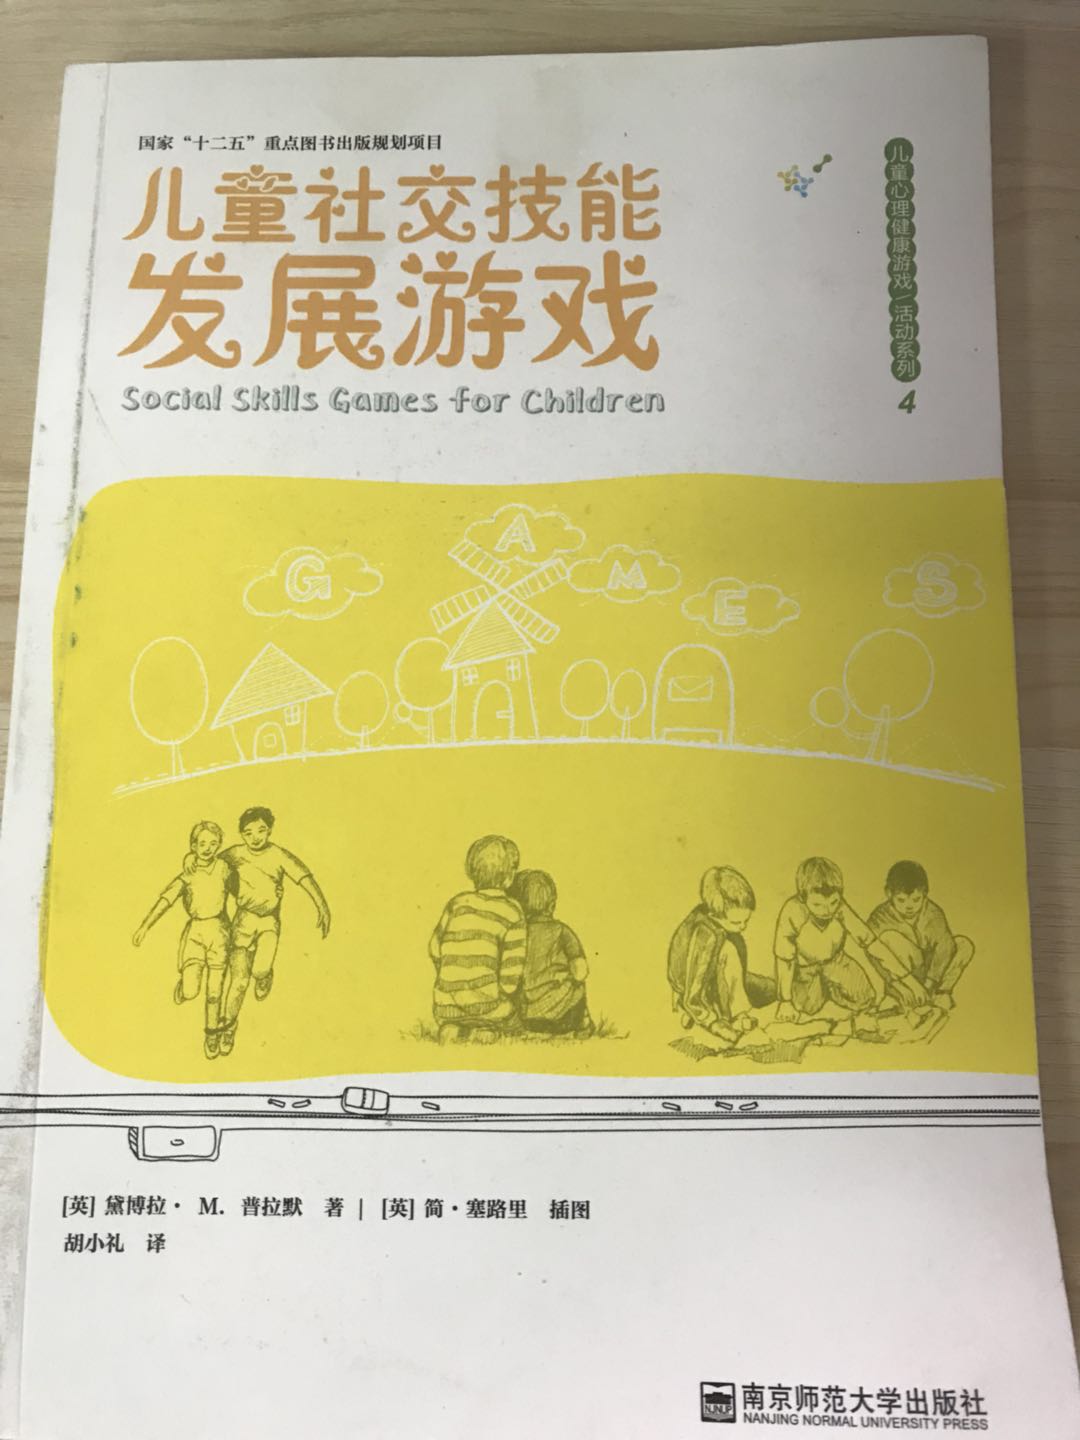 国家“十二五”重点图书出版规划项目
儿童社交技能
发展游戏
Social Skills Games for Children
儿童心理健康游戏/活动系列
4
G A M E S
[英] 黛博拉·M. 普拉默 著 | [英] 简·塞路里 插图
胡小礼 译
NJNUP
南京师范大学出版社
NANJING NORMAL UNIVERSITY PRESS